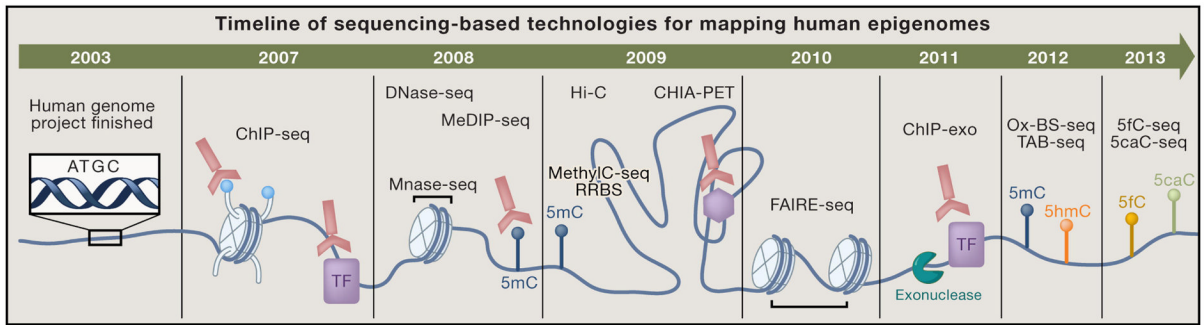 Timeline of sequencing-based technologies for mapping human epigenomes
2003
2007
2008
2009
2010
2011
2012
2013
Human genome
project finished
ATGC
ChIP-seq
TF
DNase-seq
MeDIP-seq
Mnase-seq
5mC
Hi-C
CHIA-PET
MethylC-seq
RRBS
5mC
FAIRE-seq
ChIP-exo
TF
Exonuclease
Ox-BS-seq
TAB-seq
5mC
5hmC
5fC-seq
5caC-seq
5caC
5fC